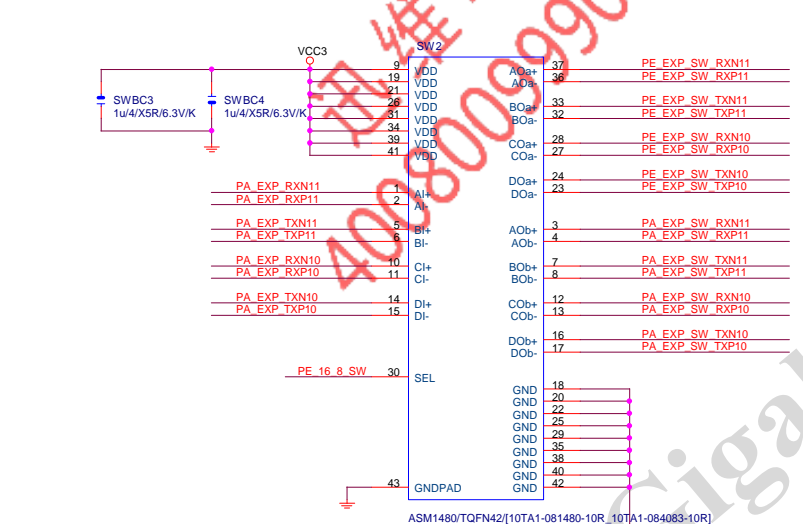 SW2
VCC3
SWBC3
1u/4/X5R/6.3V/K
SWBC4
1u/4/X5R/6.3V/K
9 VDD
19 VDD
21 VDD
26 VDD
31 VDD
34 VDD
39 VDD
41 VDD
PA_EXP_RXN11 1 AI+
PA_EXP_RXP11 2 AI-
PA_EXP_TXN11 5 BI+
PA_EXP_TXP11 6 BI-
PA_EXP_RXN10 10 CI+
PA_EXP_RXP10 11 CI-
PA_EXP_TXN10 14 DI+
PA_EXP_TXP10 15 DI-
PE_16_8_SW 30 SEL
43 GNDPAD
AOa+ 37 PE_EXP_SW_RXN11
AOa- 36 PE_EXP_SW_RXP11
BOa+ 33 PE_EXP_SW_TXN11
BOa- 32 PE_EXP_SW_TXP11
COa+ 28 PE_EXP_SW_RXN10
COa- 27 PE_EXP_SW_RXP10
DOa+ 24 PE_EXP_SW_TXN10
DOa- 23 PE_EXP_SW_TXP10
AOb+ 3 PA_EXP_SW_RXN11
AOb- 4 PA_EXP_SW_RXP11
BOb+ 7 PA_EXP_SW_TXN11
BOb- 8 PA_EXP_SW_TXP11
COb+ 12 PA_EXP_SW_RXN10
COb- 13 PA_EXP_SW_RXP10
DOb+ 16 PA_EXP_SW_TXN10
DOb- 17 PA_EXP_SW_TXP10
GND 18
GND 20
GND 22
GND 25
GND 29
GND 35
GND 38
GND 40
GND 42
ASM1480/TQFN42/[10TA1-081480-10R_10TA1-084083-10R]
迅维
4008009990
Giga